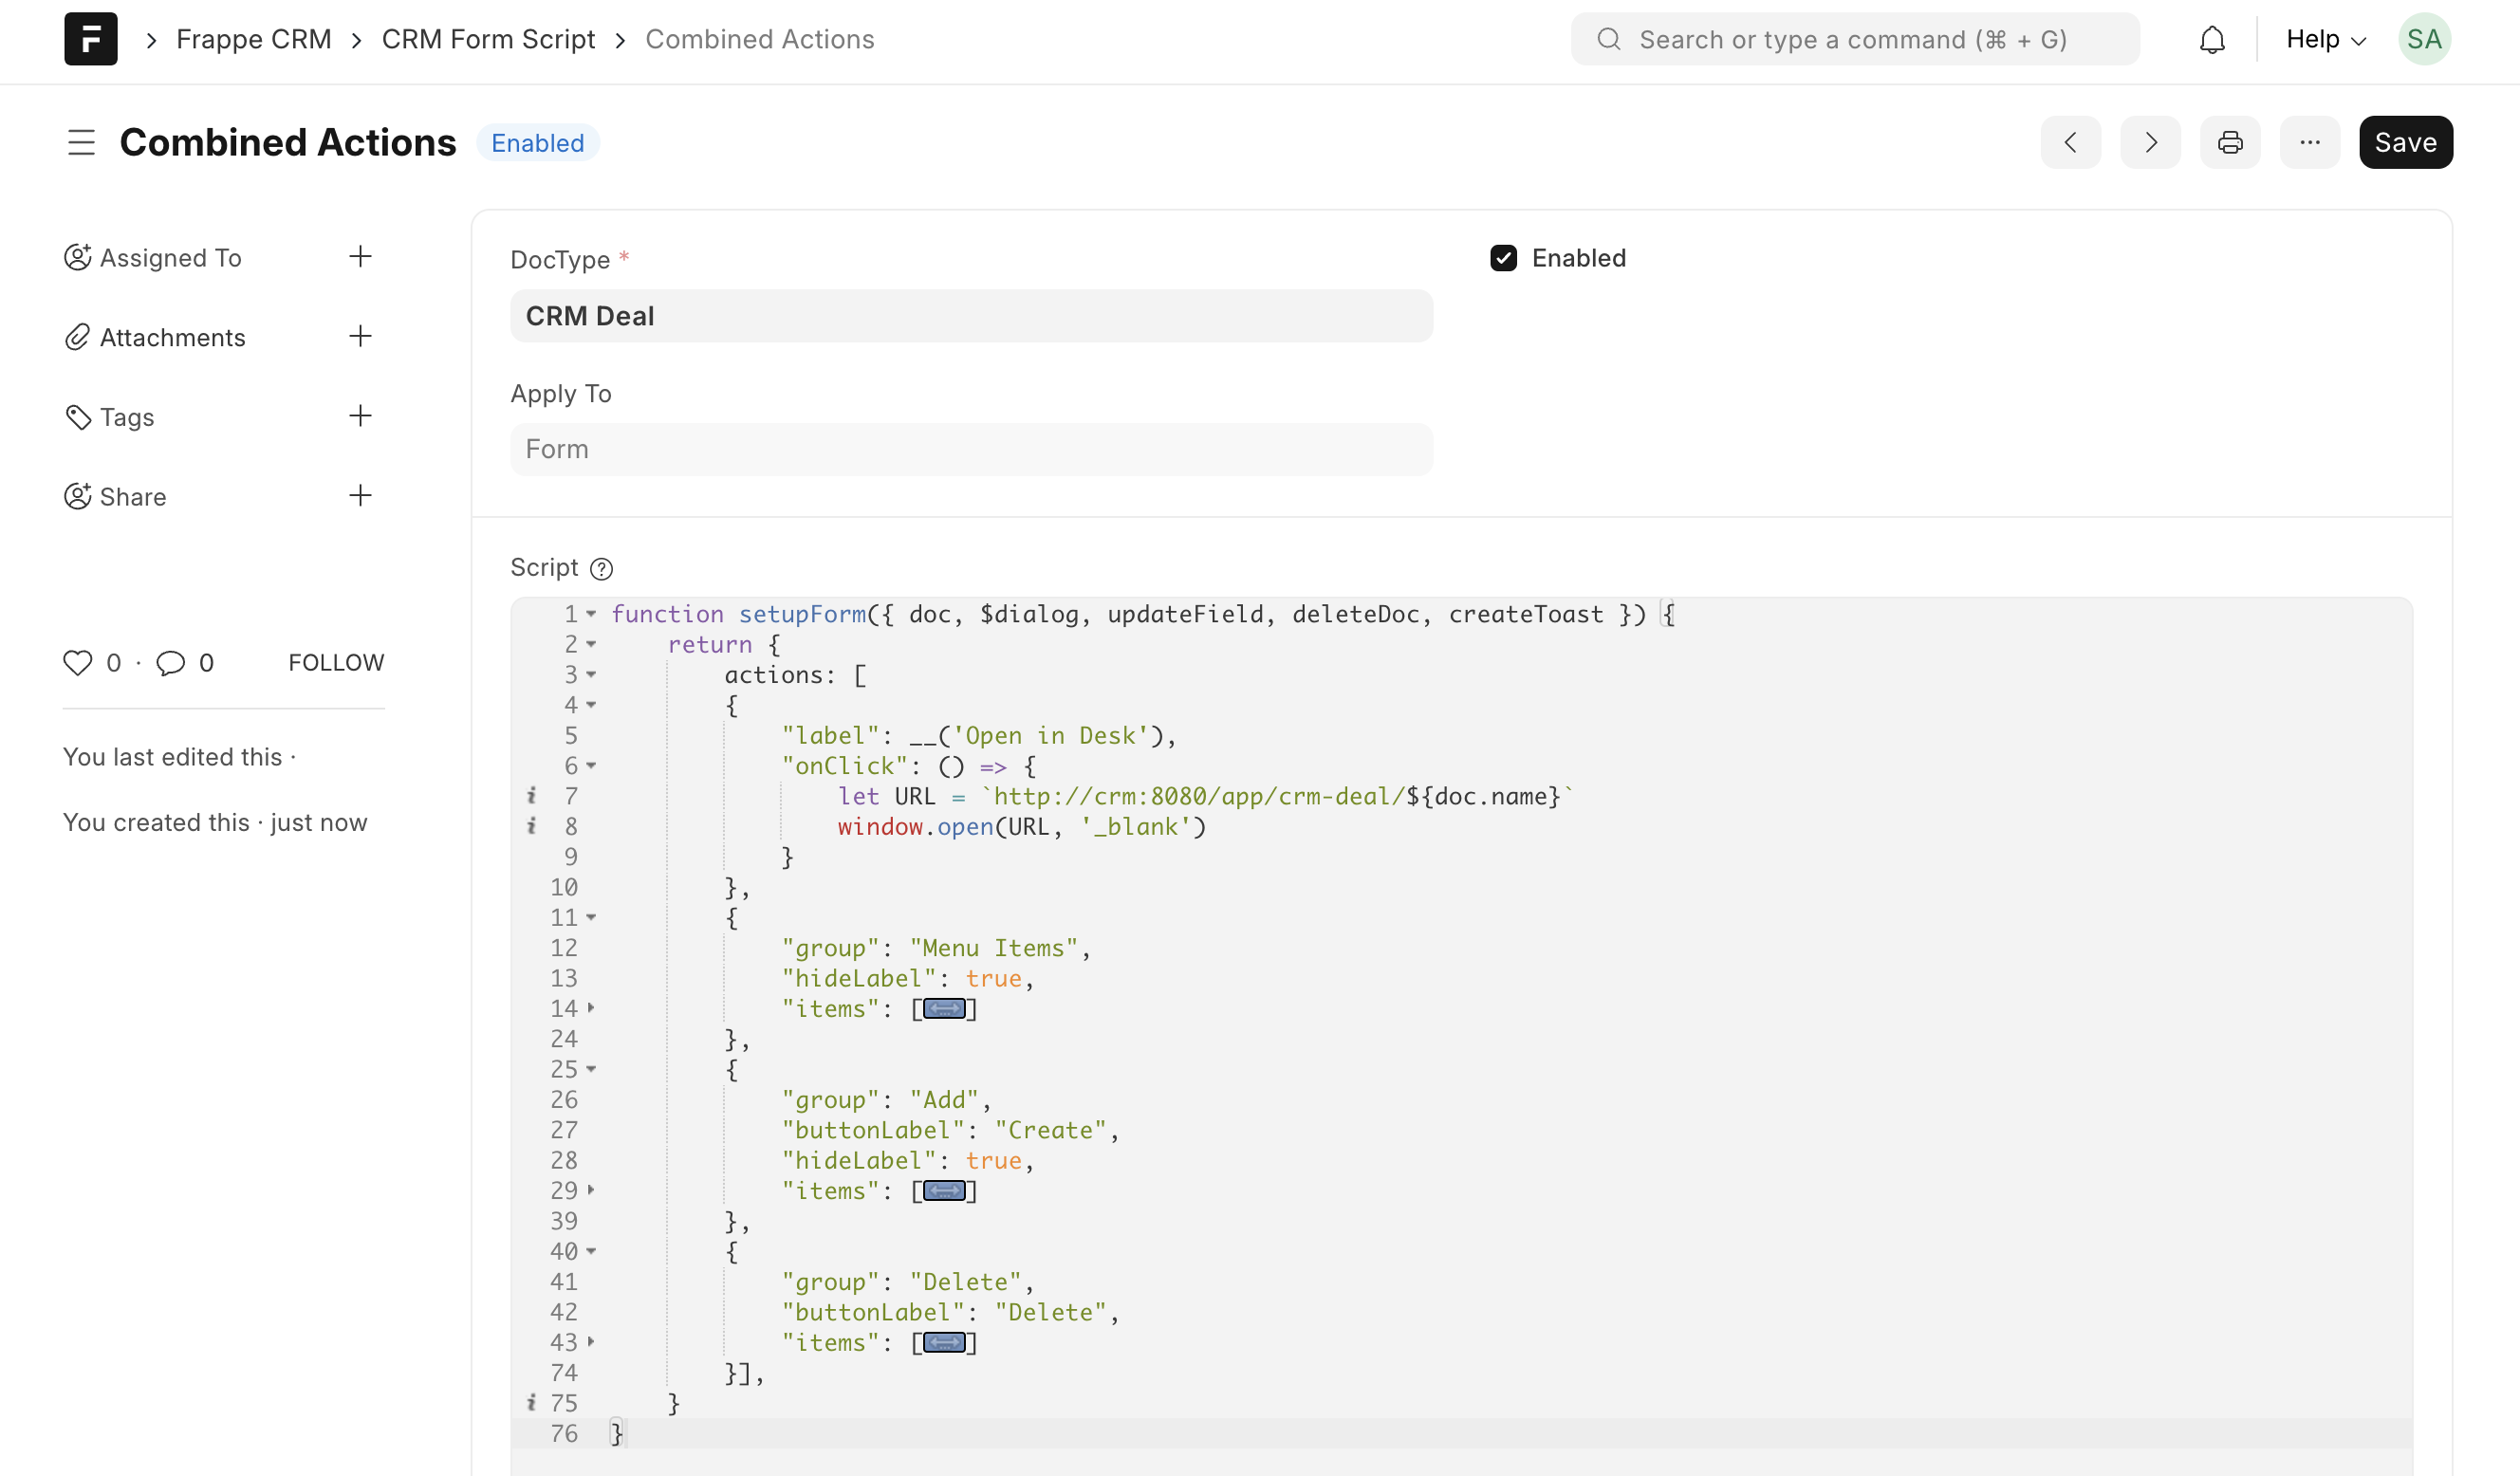 F
Frappe CRM
CRM Form Script
Combined Actions
Search or type a command (⌘ + G)
Help
SA
Combined Actions
Enabled
Save
Assigned To
Attachments
Tags
Share
0 · 0 FOLLOW
You last edited this ·
You created this · just now
DocType *
CRM Deal
Enabled
Apply To
Form
Script
1 function setupForm({ doc, $dialog, updateField, deleteDoc, createToast }) {
2     return {
3         actions: [
4         {
5             "label": __('Open in Desk'),
6             "onClick": () => {
7                 let URL = `http://crm:8080/app/crm-deal/${doc.name}`
8                 window.open(URL, '_blank')
9             }
10         },
11         {
12             "group": "Menu Items",
13             "hideLabel": true,
14             "items": [...]
24         },
25         {
26             "group": "Add",
27             "buttonLabel": "Create",
28             "hideLabel": true,
29             "items": [...]
39         },
40         {
41             "group": "Delete",
42             "buttonLabel": "Delete",
43             "items": [...]
74         }],
75     }
76 }